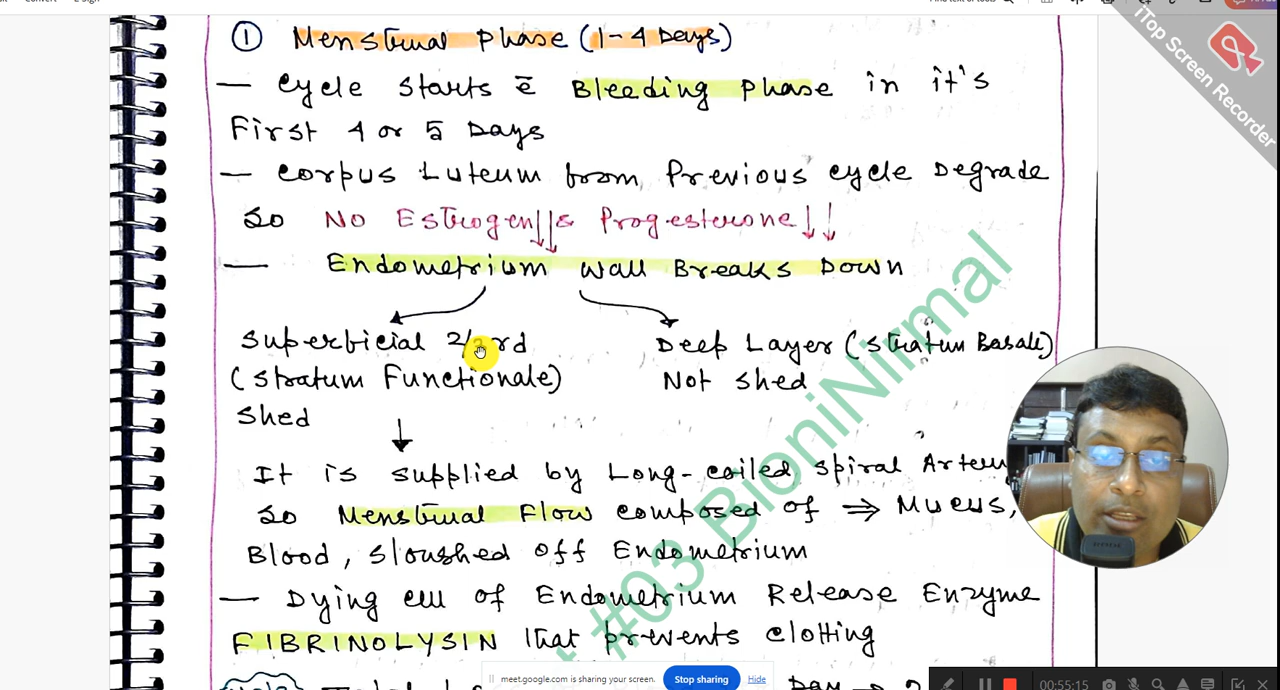 ① Menstrual Phase (1-4 Days)
— Cycle Starts c̄ Bleeding Phase in it's
First 4 or 5 Days
— Corpus Luteum from Previous cycle Degrade
So No Estrogen↓↓ & Progesterone↓↓
— Endometrium Wall Breaks Down
Superficial 2/3rd
(Stratum Functionale)
Shed
Deep Layer (Stratum Basale)
Not Shed
It is supplied by Long-coiled Spiral Artery
So Menstrual Flow composed of ⇒ Mucus,
Blood, Sloushed off Endometrium
— Dying cell of Endometrium Release Enzyme
FIBRINOLYSIN that prevents clotting
#03 BioniNirmal
iTop Screen Recorder
meet.google.com is sharing your screen.
Stop sharing
Hide
00:55:15